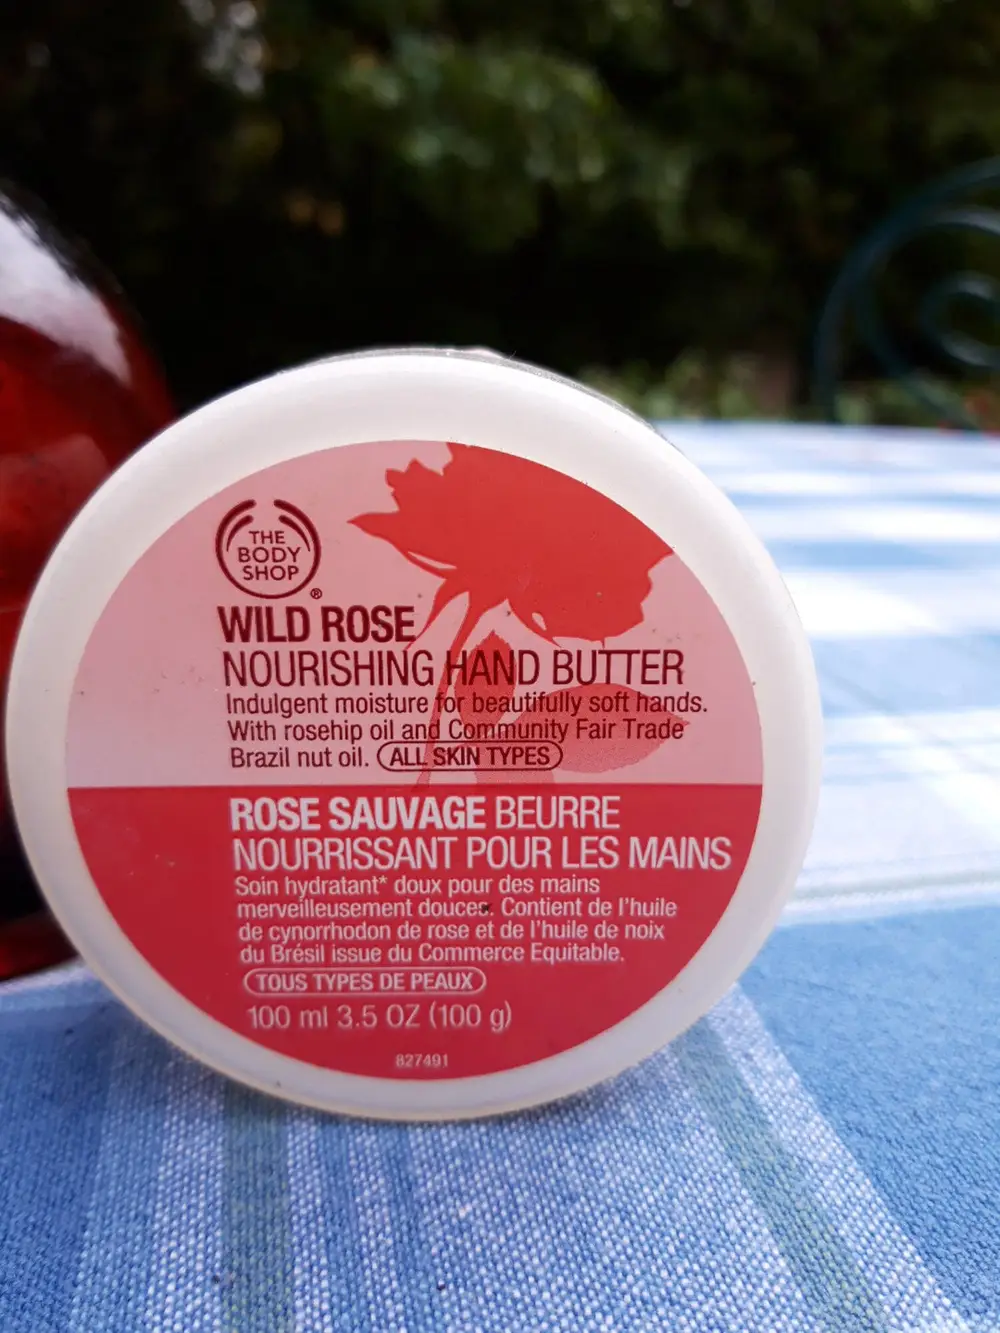 THE
BODY
SHOP
®
WILD ROSE
NOURISHING HAND BUTTER
Indulgent moisture for beautifully soft hands.
With rosehip oil and Community Fair Trade
Brazil nut oil. ALL SKIN TYPES
ROSE SAUVAGE BEURRE
NOURRISSANT POUR LES MAINS
Soin hydratant* doux pour des mains
merveilleusement douces. Contient de l'huile
de cynorrhodon de rose et de l'huile de noix
du Brésil issue du Commerce Equitable.
TOUS TYPES DE PEAUX
100 ml 3.5 OZ (100 g)
827491